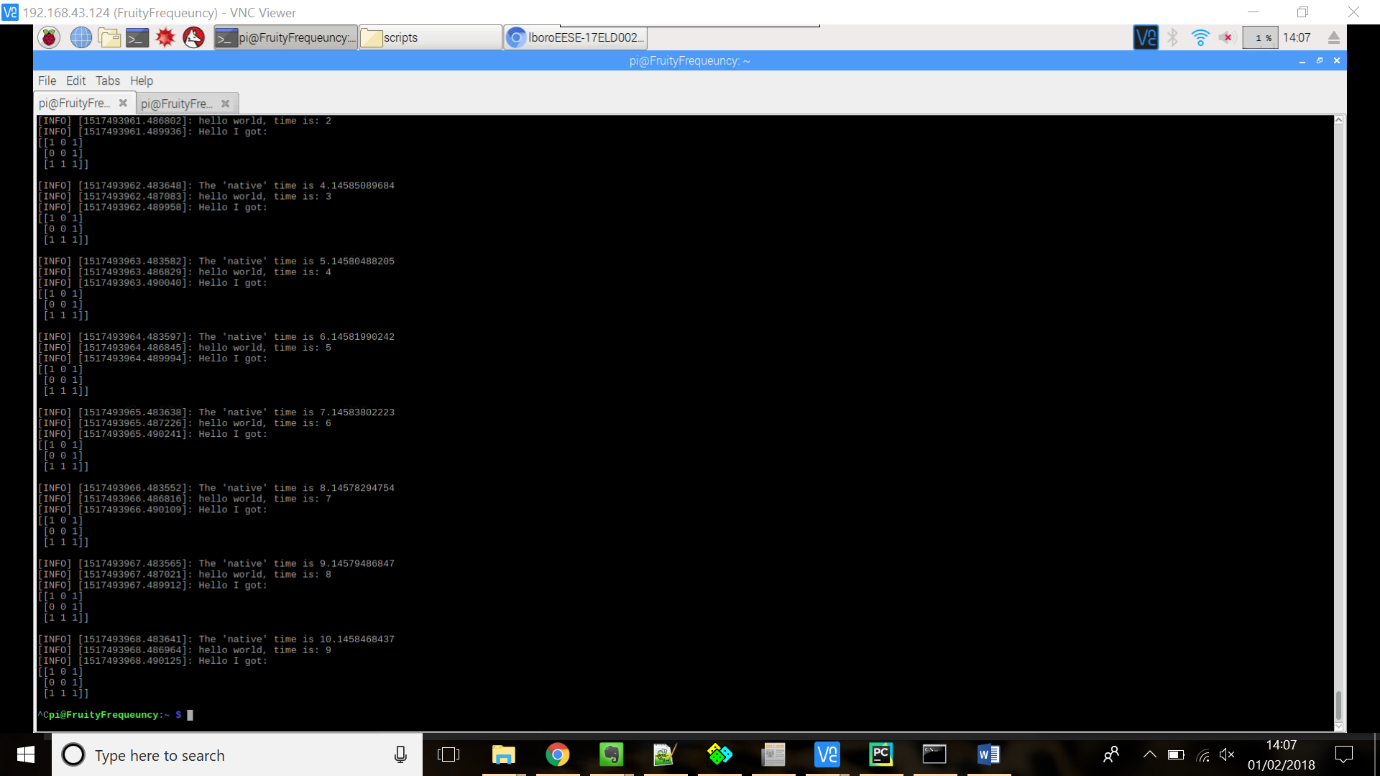 192.168.43.124 (FruityFrequeuncy) - VNC Viewer
pi@FruityFrequeuncy:...
scripts
lboroEESE-17ELD002...
1 %
14:07
pi@FruityFrequeuncy: ~
File Edit Tabs Help
pi@FruityFre...
pi@FruityFre...
[INFO] [1517493961.486802]: hello world, time is: 2
[INFO] [1517493961.489936]: Hello I got:
[[1 0 1]
[0 0 1]
[1 1 1]]
[INFO] [1517493962.483648]: The 'native' time is 4.14585089684
[INFO] [1517493962.487083]: hello world, time is: 3
[INFO] [1517493962.489958]: Hello I got:
[[1 0 1]
[0 0 1]
[1 1 1]]
[INFO] [1517493963.483582]: The 'native' time is 5.14580488205
[INFO] [1517493963.486829]: hello world, time is: 4
[INFO] [1517493963.490040]: Hello I got:
[[1 0 1]
[0 0 1]
[1 1 1]]
[INFO] [1517493964.483597]: The 'native' time is 6.14581990242
[INFO] [1517493964.486845]: hello world, time is: 5
[INFO] [1517493964.489994]: Hello I got:
[[1 0 1]
[0 0 1]
[1 1 1]]
[INFO] [1517493965.483638]: The 'native' time is 7.14583802223
[INFO] [1517493965.487226]: hello world, time is: 6
[INFO] [1517493965.490241]: Hello I got:
[[1 0 1]
[0 0 1]
[1 1 1]]
[INFO] [1517493966.483552]: The 'native' time is 8.14578294754
[INFO] [1517493966.486816]: hello world, time is: 7
[INFO] [1517493966.490109]: Hello I got:
[[1 0 1]
[0 0 1]
[1 1 1]]
[INFO] [1517493967.483565]: The 'native' time is 9.14579486847
[INFO] [1517493967.487021]: hello world, time is: 8
[INFO] [1517493967.489912]: Hello I got:
[[1 0 1]
[0 0 1]
[1 1 1]]
[INFO] [1517493968.483641]: The 'native' time is 10.1458468437
[INFO] [1517493968.486964]: hello world, time is: 9
[INFO] [1517493968.490125]: Hello I got:
[[1 0 1]
[0 0 1]
[1 1 1]]
^Cpi@FruityFrequeuncy:~ $
Type here to search
14:07
01/02/2018